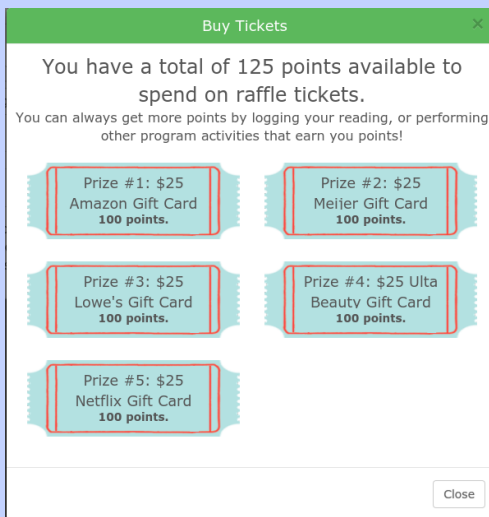 Buy Tickets
×
You have a total of 125 points available to
spend on raffle tickets.
You can always get more points by logging your reading, or performing
other program activities that earn you points!
Prize #1: $25
Amazon Gift Card
100 points.
Prize #2: $25
Meijer Gift Card
100 points.
Prize #3: $25
Lowe's Gift Card
100 points.
Prize #4: $25 Ulta
Beauty Gift Card
100 points.
Prize #5: $25
Netflix Gift Card
100 points.
Close